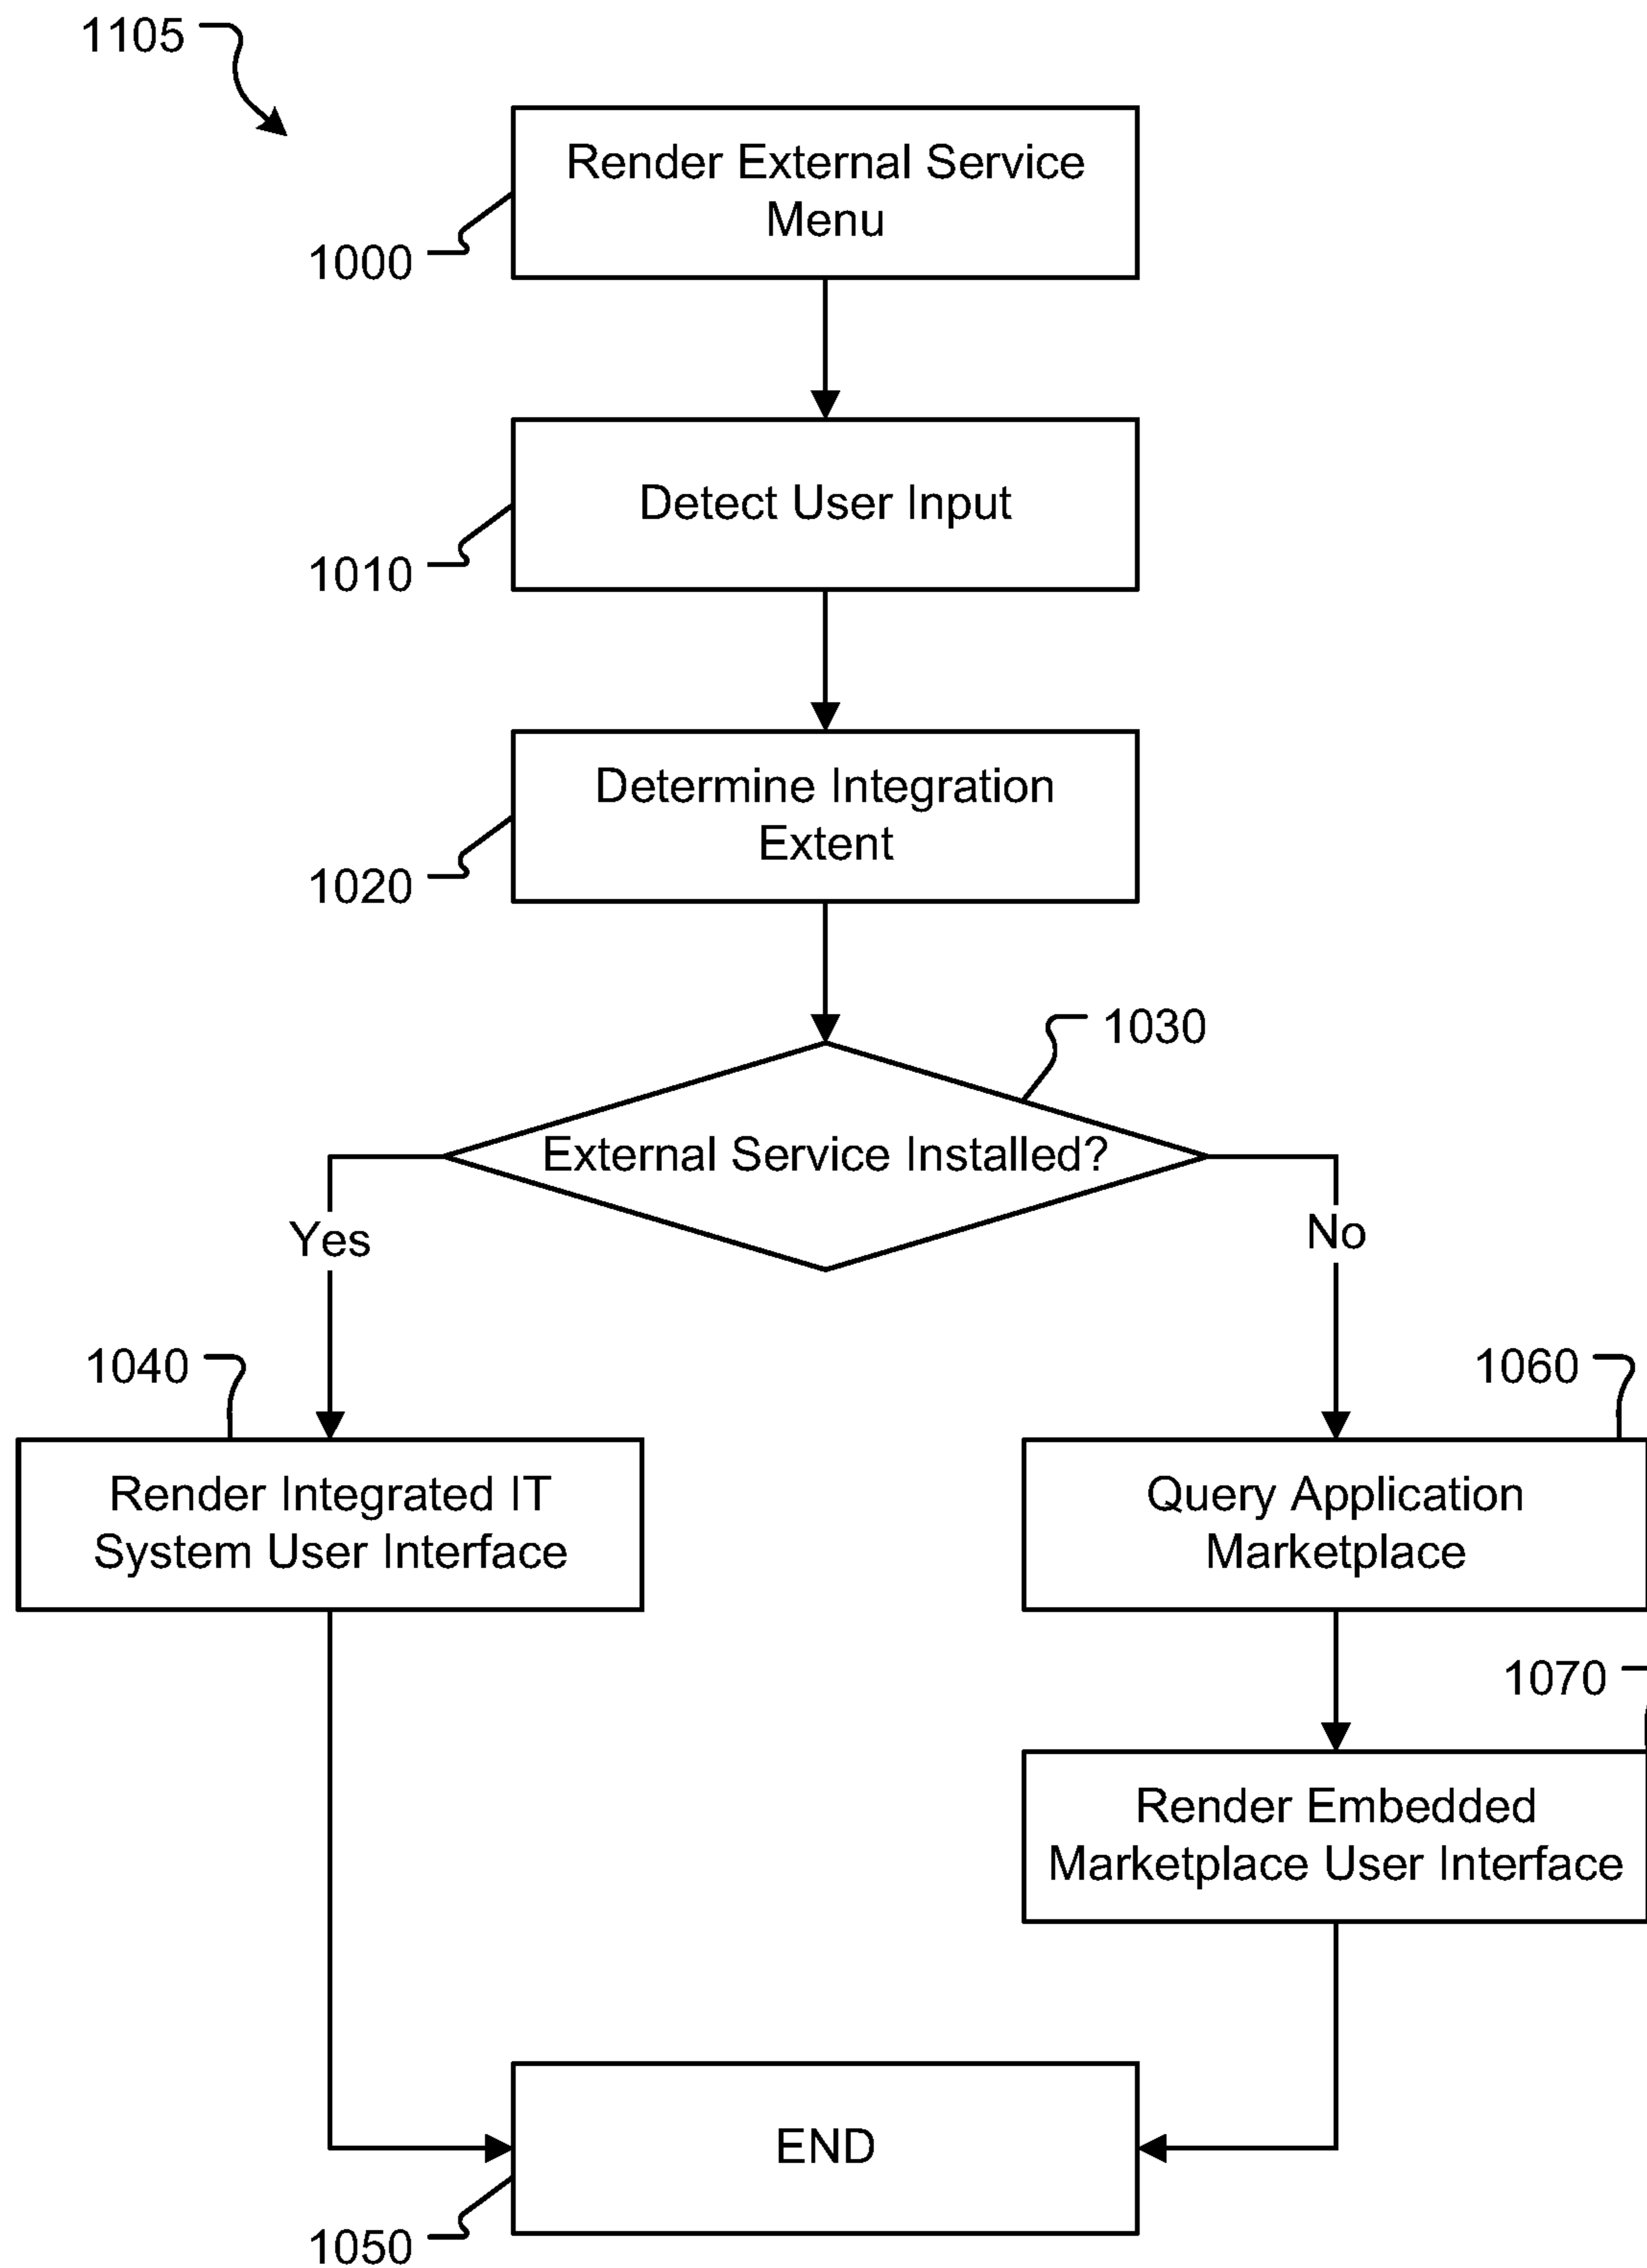 1105
Render External Service
Menu
1000
Detect User Input
1010
Determine Integration
Extent
1020
1030
External Service Installed?
Yes
No
1040
1060
Render Integrated IT
System User Interface
Query Application
Marketplace
1070
Render Embedded
Marketplace User Interface
END
1050